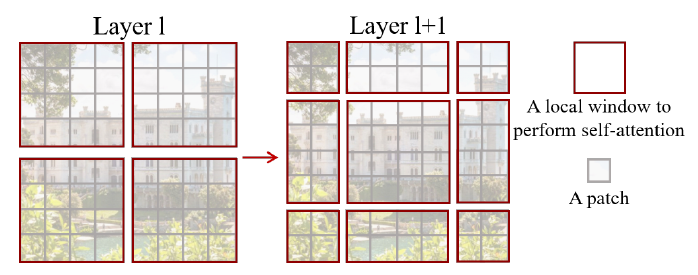 Layer l
Layer l+1
A local window to
perform self-attention
A patch